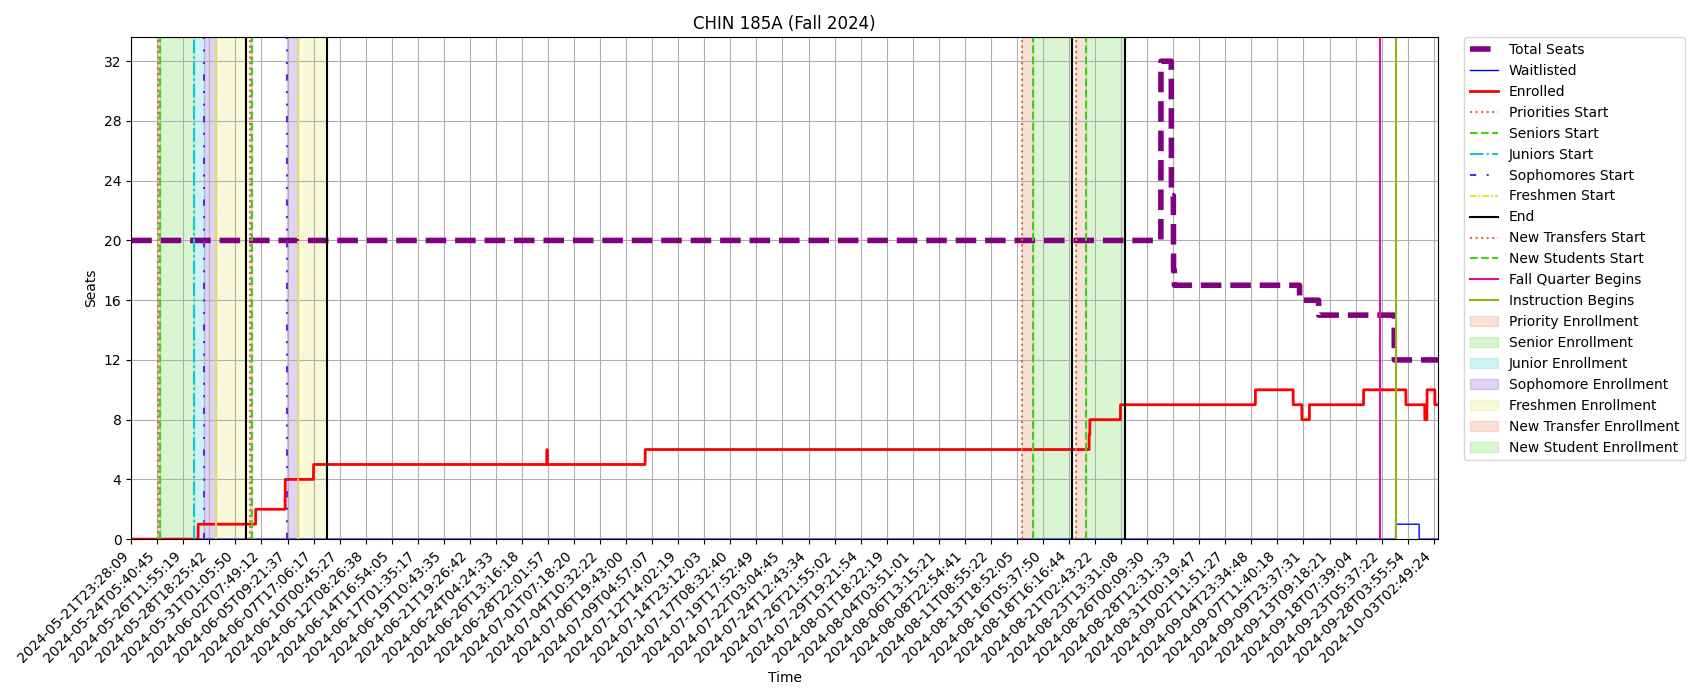 CHIN 185A (Fall 2024)
Seats
32
28
24
20
16
12
8
4
0
2024-05-21T23:28:09
2024-05-24T05:40:45
2024-05-26T11:55:19
2024-05-28T18:25:42
2024-05-31T01:05:50
2024-06-02T07:49:12
2024-06-05T09:21:37
2024-06-07T17:06:17
2024-06-10T00:45:27
2024-06-12T08:26:38
2024-06-14T16:54:05
2024-06-17T01:35:17
2024-06-19T10:43:35
2024-06-21T19:26:42
2024-06-24T04:24:33
2024-06-26T13:16:18
2024-06-28T22:01:57
2024-07-01T07:18:20
2024-07-04T10:32:22
2024-07-06T19:43:00
2024-07-09T04:57:07
2024-07-12T14:02:19
2024-07-14T23:12:03
2024-07-17T08:32:40
2024-07-19T17:52:49
2024-07-22T03:04:45
2024-07-24T12:43:34
2024-07-26T21:55:02
2024-07-29T19:21:54
2024-08-01T18:22:19
2024-08-04T03:51:01
2024-08-06T13:15:21
2024-08-08T22:54:41
2024-08-11T08:55:22
2024-08-13T18:52:05
2024-08-16T05:37:50
2024-08-18T16:16:44
2024-08-21T02:43:22
2024-08-23T13:31:08
2024-08-26T00:09:30
2024-08-28T12:31:33
2024-08-31T00:19:47
2024-09-02T11:51:27
2024-09-04T23:34:48
2024-09-07T11:40:18
2024-09-09T23:37:31
2024-09-13T09:18:21
2024-09-18T07:39:04
2024-09-23T05:37:22
2024-09-28T03:55:54
2024-10-03T02:49:24
Time
Total Seats
Waitlisted
Enrolled
Priorities Start
Seniors Start
Juniors Start
Sophomores Start
Freshmen Start
End
New Transfers Start
New Students Start
Fall Quarter Begins
Instruction Begins
Priority Enrollment
Senior Enrollment
Junior Enrollment
Sophomore Enrollment
Freshmen Enrollment
New Transfer Enrollment
New Student Enrollment